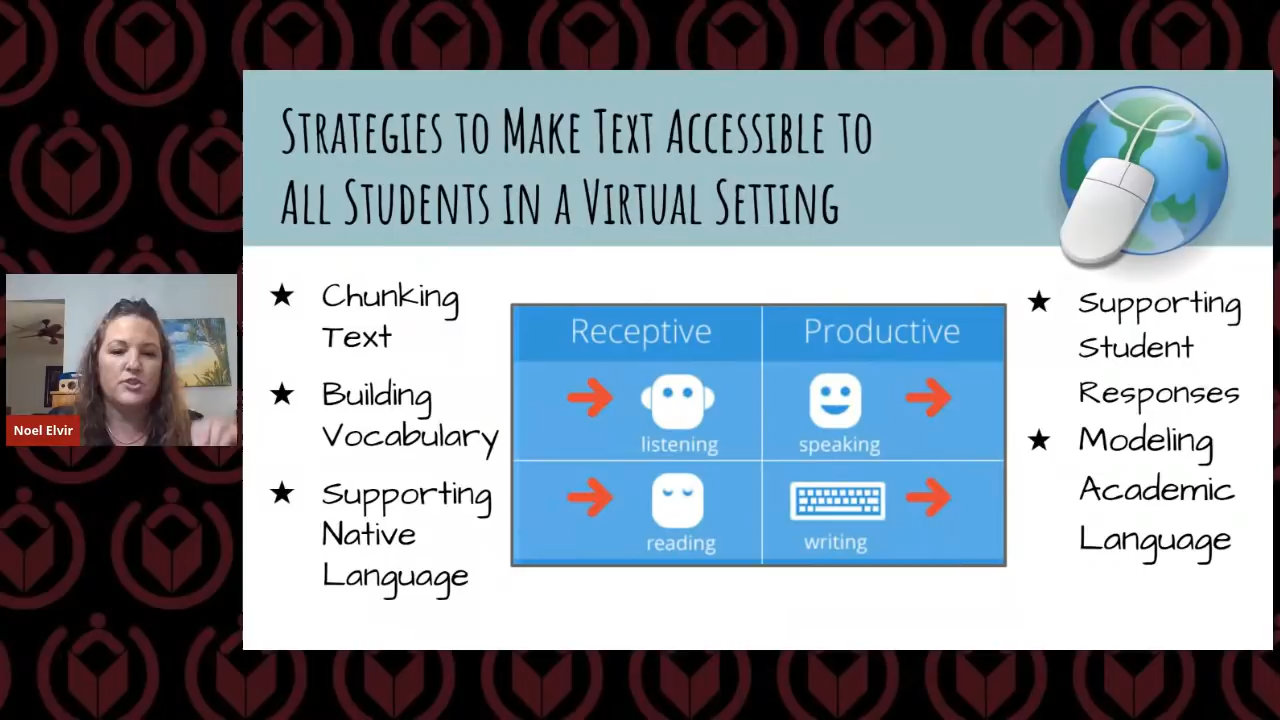 STRATEGIES TO MAKE TEXT ACCESSIBLE TO
ALL STUDENTS IN A VIRTUAL SETTING
★ Chunking
Text
★ Building
Vocabulary
★ Supporting
Native
Language
Receptive Productive
listening speaking
reading writing
★ Supporting
Student
Responses
★ Modeling
Academic
Language
Noel Elvir